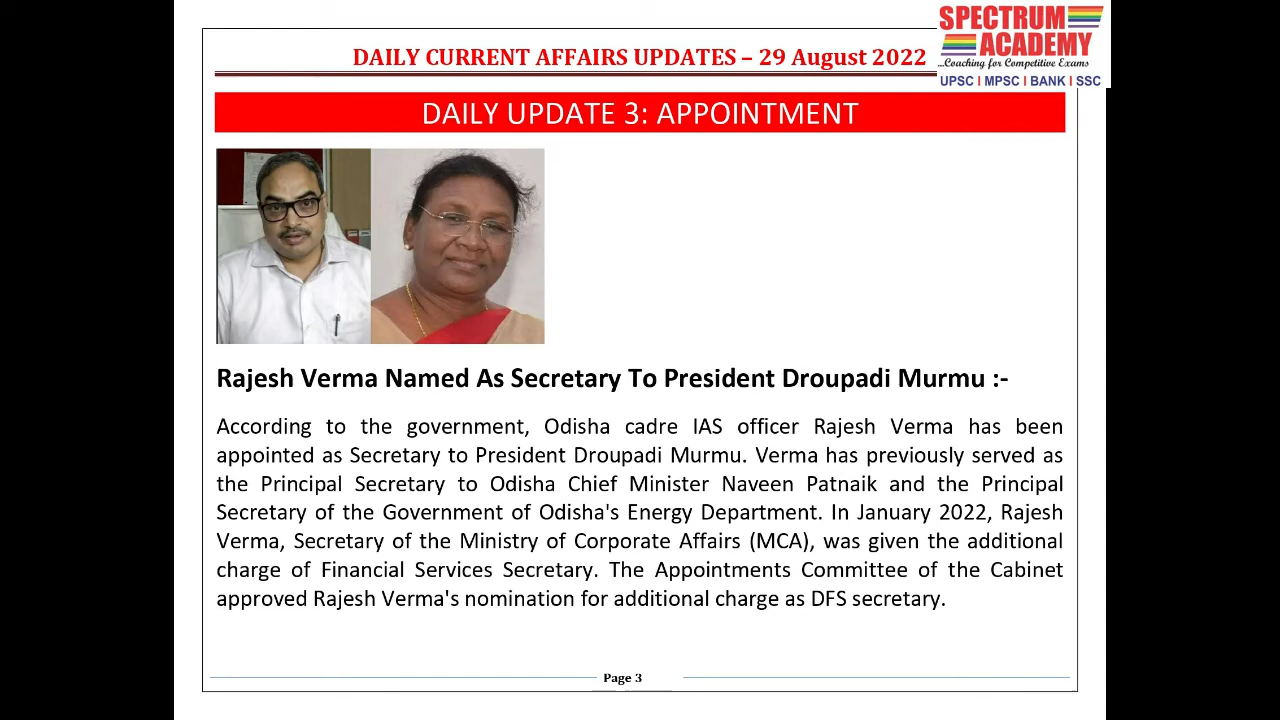 SPECTRUM
ACADEMY
...Coaching for Competitive Exams
UPSC I MPSC I BANK I SSC
DAILY CURRENT AFFAIRS UPDATES – 29 August 2022
DAILY UPDATE 3: APPOINTMENT
Rajesh Verma Named As Secretary To President Droupadi Murmu :-
According to the government, Odisha cadre IAS officer Rajesh Verma has been
appointed as Secretary to President Droupadi Murmu. Verma has previously served as
the Principal Secretary to Odisha Chief Minister Naveen Patnaik and the Principal
Secretary of the Government of Odisha's Energy Department. In January 2022, Rajesh
Verma, Secretary of the Ministry of Corporate Affairs (MCA), was given the additional
charge of Financial Services Secretary. The Appointments Committee of the Cabinet
approved Rajesh Verma's nomination for additional charge as DFS secretary.
Page 3